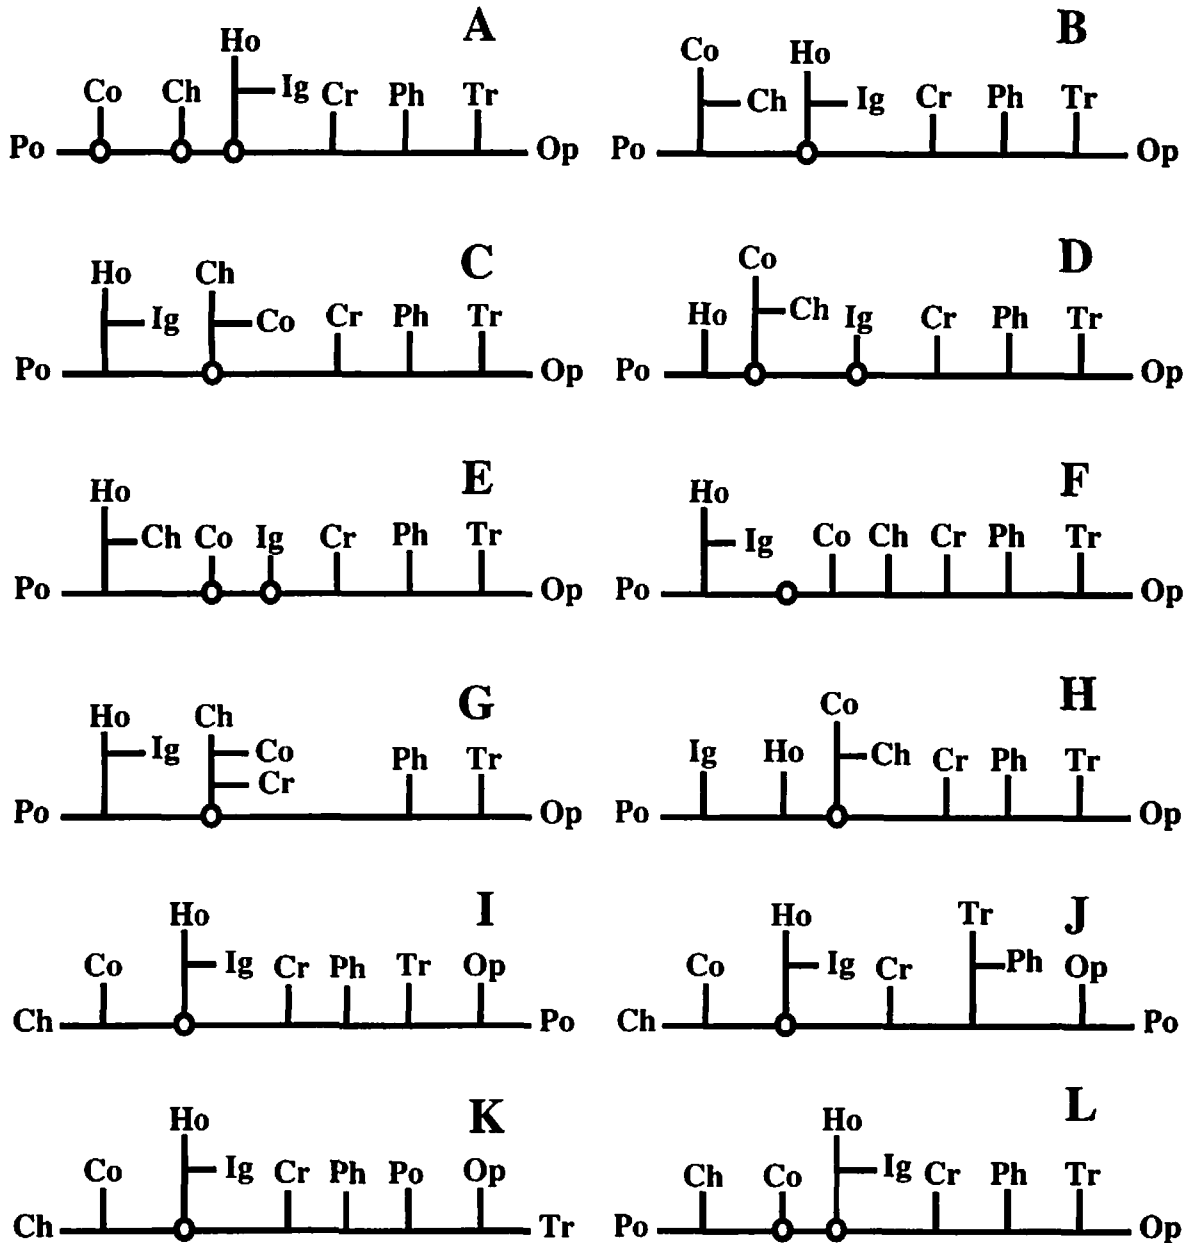 A
Ho
Co Ch Ig Cr Ph Tr
Po Op
B
Co Ho
Ch Ig Cr Ph Tr
Po Op
C
Ho Ch
Ig Co Cr Ph Tr
Po Op
D
Co
Ho Ch Ig Cr Ph Tr
Po Op
E
Ho
Ch Co Ig Cr Ph Tr
Po Op
F
Ho
Ig Co Ch Cr Ph Tr
Po Op
G
Ho Ch
Ig Co Ph Tr
Cr
Po Op
H
Co
Ig Ho Ch Cr Ph Tr
Po Op
I
Ho
Co Ig Cr Ph Tr Op
Ch Po
J
Ho Tr
Co Ig Cr Ph Op
Ch Po
K
Ho
Co Ig Cr Ph Po Op
Ch Tr
L
Ho
Ch Co Ig Cr Ph Tr
Po Op